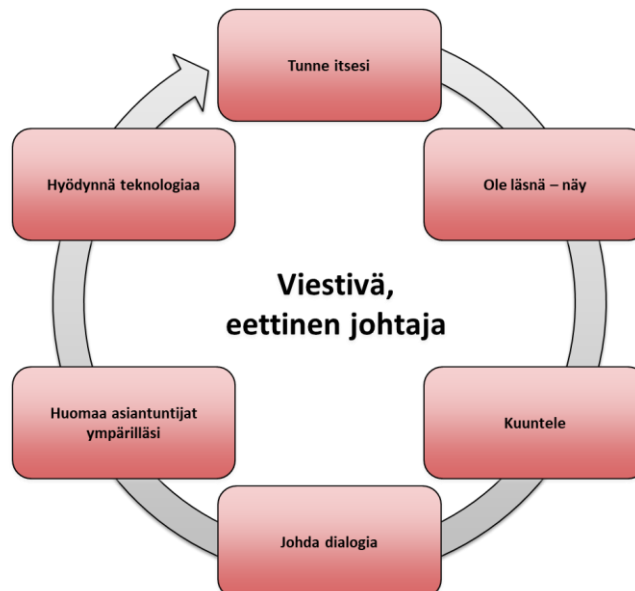 Tunne itsesi
Ole läsnä – näy
Kuuntele
Johda dialogia
Huomaa asiantuntijat
ympärilläsi
Hyödynnä teknologiaa
Viestivä,
eettinen johtaja